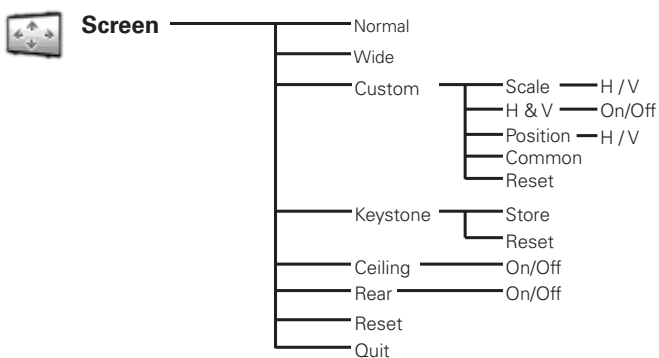 Screen
Normal
Wide
Custom
Scale
H / V
H & V
On/Off
Position
H / V
Common
Reset
Keystone
Store
Reset
Ceiling
On/Off
Rear
On/Off
Reset
Quit